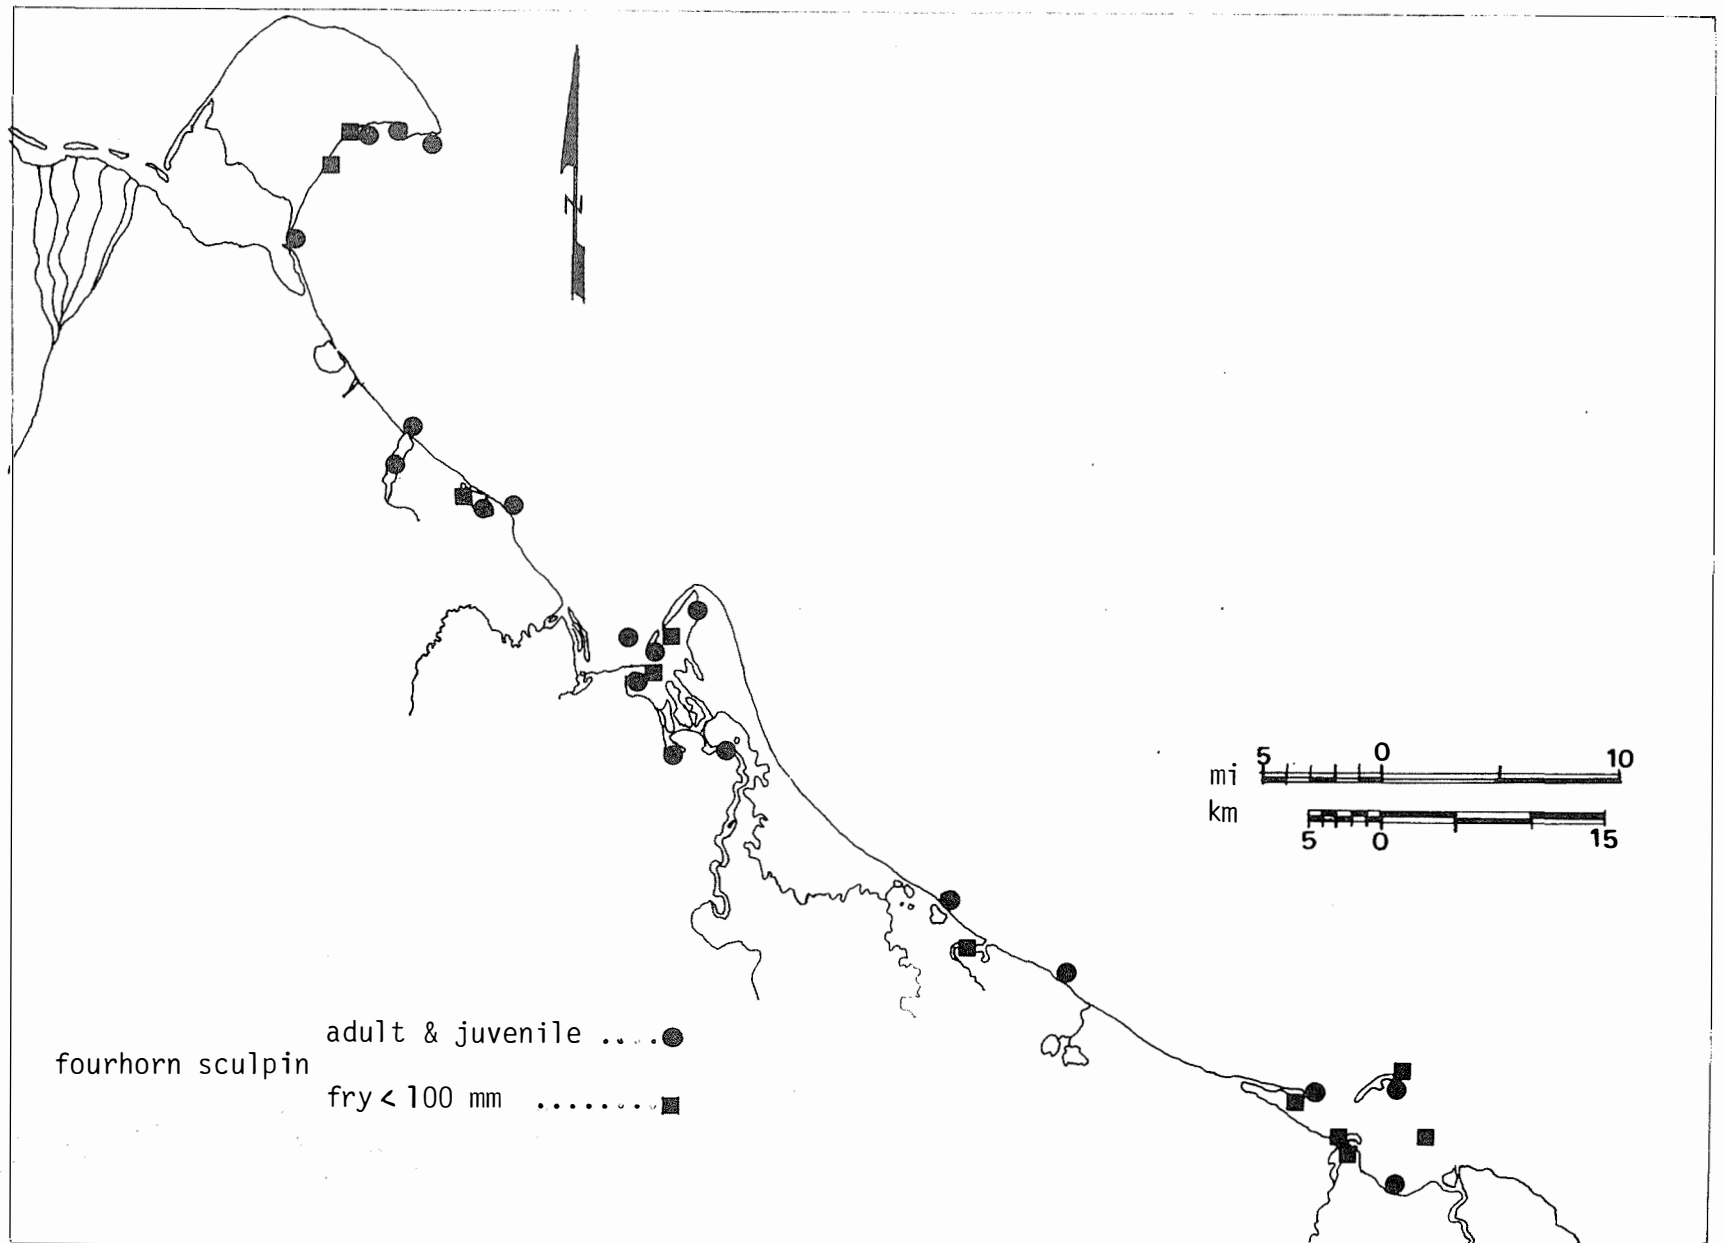 N
5 0 10
mi
km
5 0 15
adult & juvenile ....
fourhorn sculpin
fry < 100 mm ........